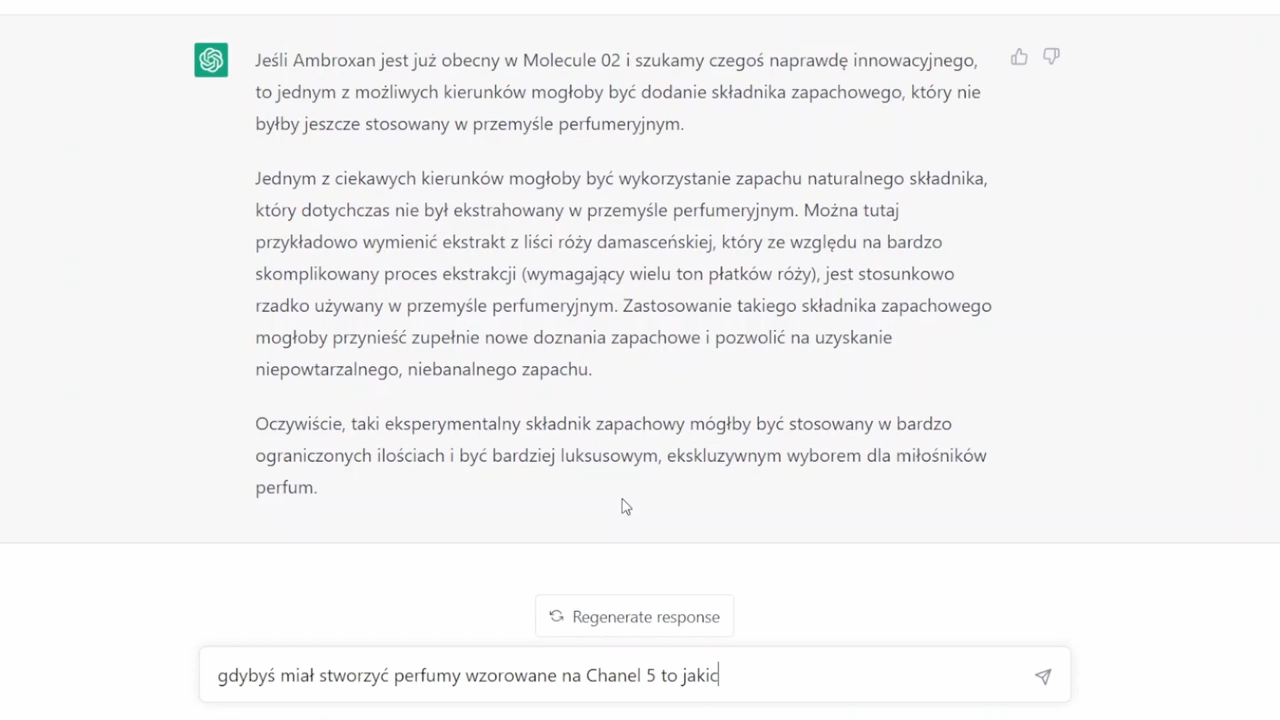 Jeśli Ambroxan jest już obecny w Molecule 02 i szukamy czegoś naprawdę innowacyjnego,
to jednym z możliwych kierunków mogłoby być dodanie składnika zapachowego, który nie
byłby jeszcze stosowany w przemyśle perfumeryjnym.
Jednym z ciekawych kierunków mogłoby być wykorzystanie zapachu naturalnego składnika,
który dotychczas nie był ekstrahowany w przemyśle perfumeryjnym. Można tutaj
przykładowo wymienić ekstrakt z liści róży damasceńskiej, który ze względu na bardzo
skomplikowany proces ekstrakcji (wymagający wielu ton płatków róży), jest stosunkowo
rzadko używany w przemyśle perfumeryjnym. Zastosowanie takiego składnika zapachowego
mogłoby przynieść zupełnie nowe doznania zapachowe i pozwolić na uzyskanie
niepowtarzalnego, niebanalnego zapachu.
Oczywiście, taki eksperymentalny składnik zapachowy mógłby być stosowany w bardzo
ograniczonych ilościach i być bardziej luksusowym, ekskluzywnym wyborem dla miłośników
perfum.
Regenerate response
gdybyś miał stworzyć perfumy wzorowane na Chanel 5 to jakic